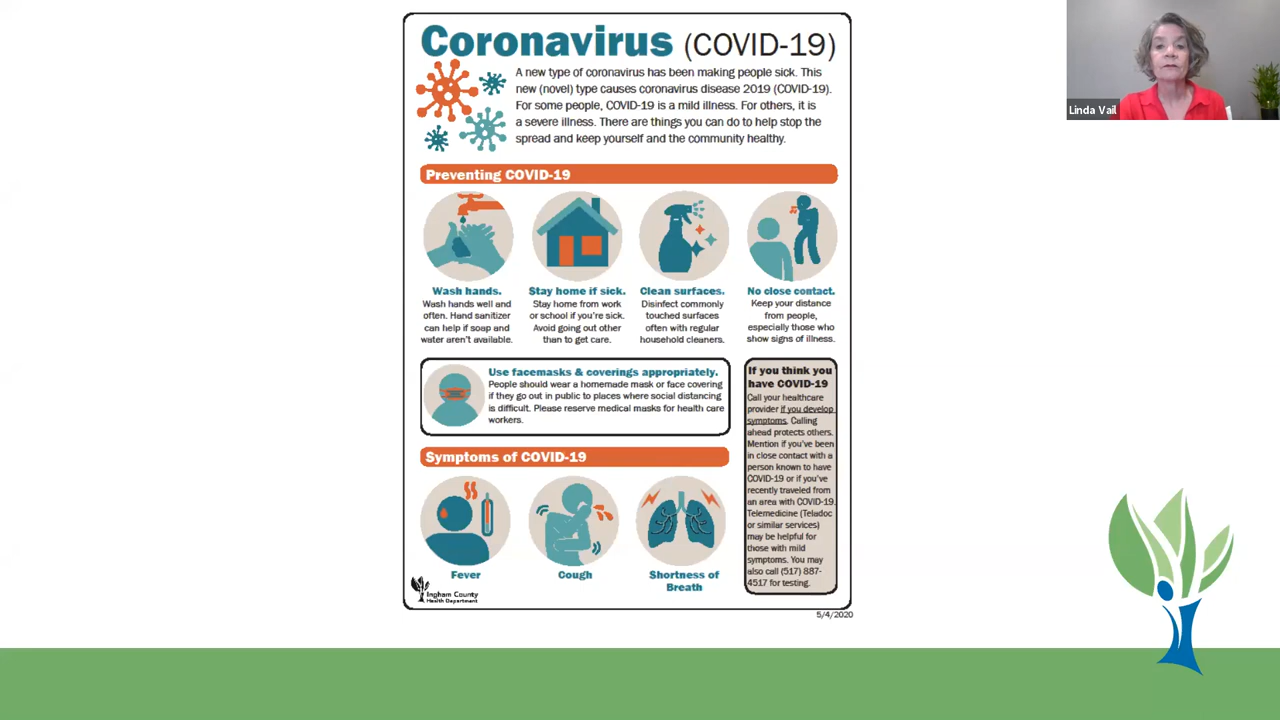 Coronavirus (COVID-19)
A new type of coronavirus has been making people sick. This
new (novel) type causes coronavirus disease 2019 (COVID-19).
For some people, COVID-19 is a mild illness. For others, it is
a severe illness. There are things you can do to help stop the
spread and keep yourself and the community healthy.
Preventing COVID-19
Wash hands.
Wash hands well and
often. Hand sanitizer
can help if soap and
water aren't available.
Stay home if sick.
Stay home from work
or school if you're sick.
Avoid going out other
than to get care.
Clean surfaces.
Disinfect commonly
touched surfaces
often with regular
household cleaners.
No close contact.
Keep your distance
from people,
especially those who
show signs of illness.
Use facemasks & coverings appropriately.
People should wear a homemade mask or face covering
if they go out in public to places where social distancing
is difficult. Please reserve medical masks for health care
workers.
If you think you
have COVID-19
Call your healthcare
provider if you develop
symptoms. Calling
ahead protects others.
Mention if you've been
in close contact with a
person known to have
COVID-19 or if you've
recently traveled from
an area with COVID-19.
Telemedicine (Teladoc
or similar services)
may be helpful for
those with mild
symptoms. You may
also call (517) 887-
4517 for testing.
Symptoms of COVID-19
Fever
Cough
Shortness of
Breath
Ingham County
Health Department
5/4/2020
Linda Vail